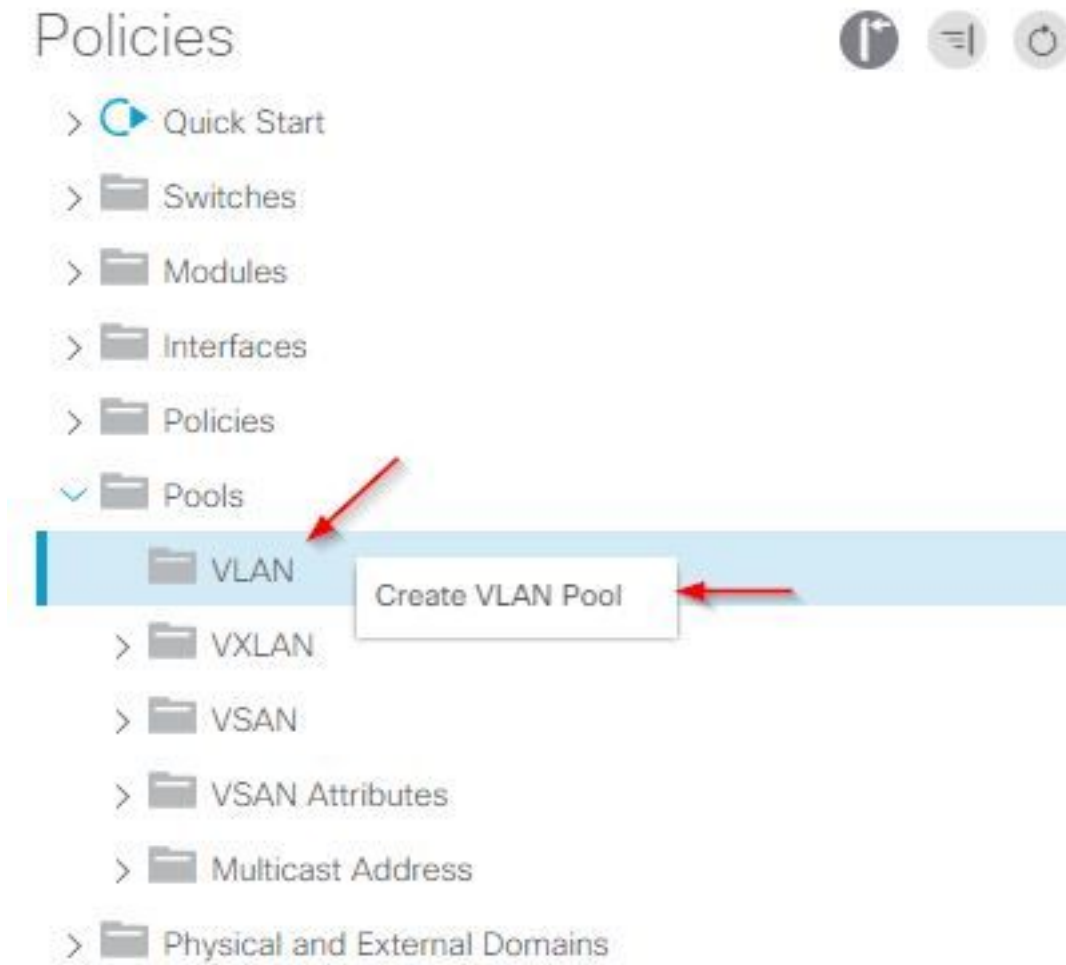 Policies
Quick Start
Switches
Modules
Interfaces
Policies
Pools
VLAN
Create VLAN Pool
VXLAN
VSAN
VSAN Attributes
Multicast Address
Physical and External Domains